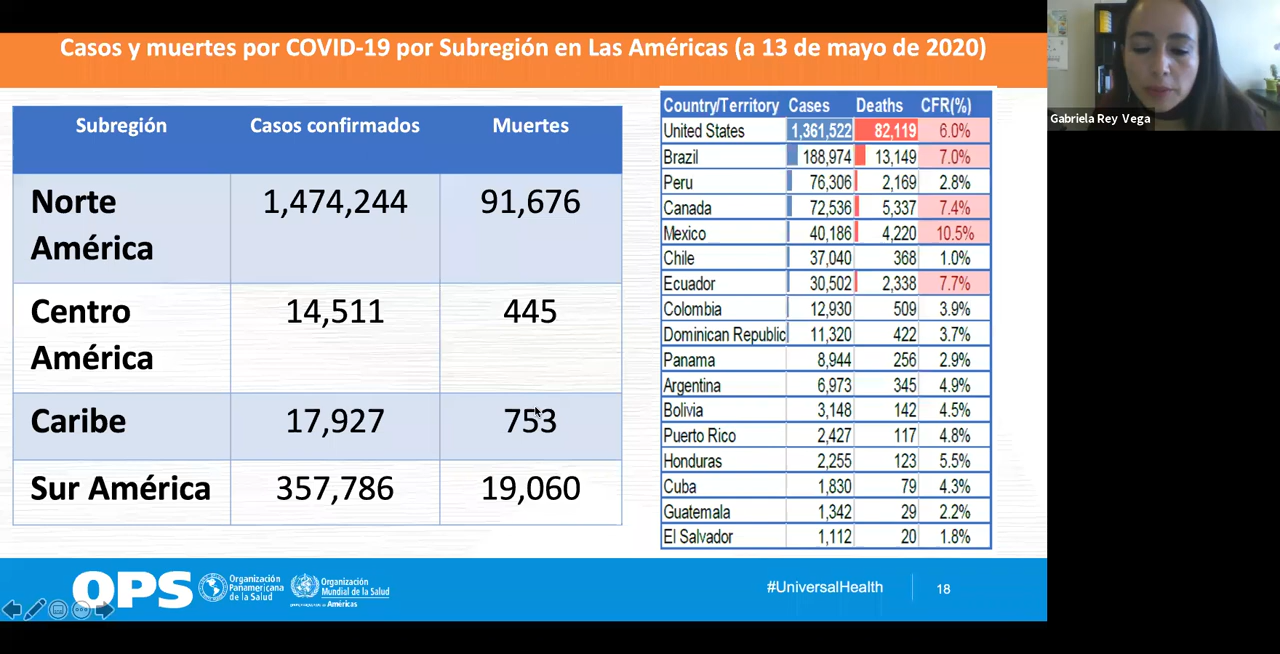 Casos y muertes por COVID-19 por Subregión en Las Américas (a 13 de mayo de 2020)
Gabriela Rey Vega
Subregión Casos confirmados Muertes
Norte América 1,474,244 91,676
Centro América 14,511 445
Caribe 17,927 753
Sur América 357,786 19,060
Country/Territory Cases Deaths CFR(%)
United States 1,361,522 82,119 6.0%
Brazil 188,974 13,149 7.0%
Peru 76,306 2,169 2.8%
Canada 72,536 5,337 7.4%
Mexico 40,186 4,220 10.5%
Chile 37,040 368 1.0%
Ecuador 30,502 2,338 7.7%
Colombia 12,930 509 3.9%
Dominican Republic 11,320 422 3.7%
Panama 8,944 256 2.9%
Argentina 6,973 345 4.9%
Bolivia 3,148 142 4.5%
Puerto Rico 2,427 117 4.8%
Honduras 2,255 123 5.5%
Cuba 1,830 79 4.3%
Guatemala 1,342 29 2.2%
El Salvador 1,112 20 1.8%
OPS
Organización
Panamericana
de la Salud
Organización
Mundial de la Salud
Américas
#UniversalHealth
18